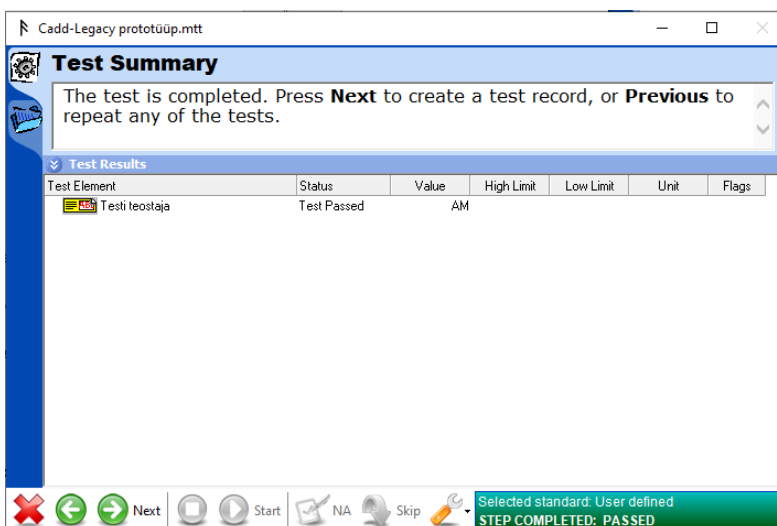 Cadd-Legacy prototüüp.mtt
Test Summary
The test is completed. Press Next to create a test record, or Previous to
repeat any of the tests.
Test Results
Test Element Status Value High Limit Low Limit Unit Flags
Testi teostaja Test Passed AM
Next Start NA Skip
Selected standard: User defined
STEP COMPLETED: PASSED